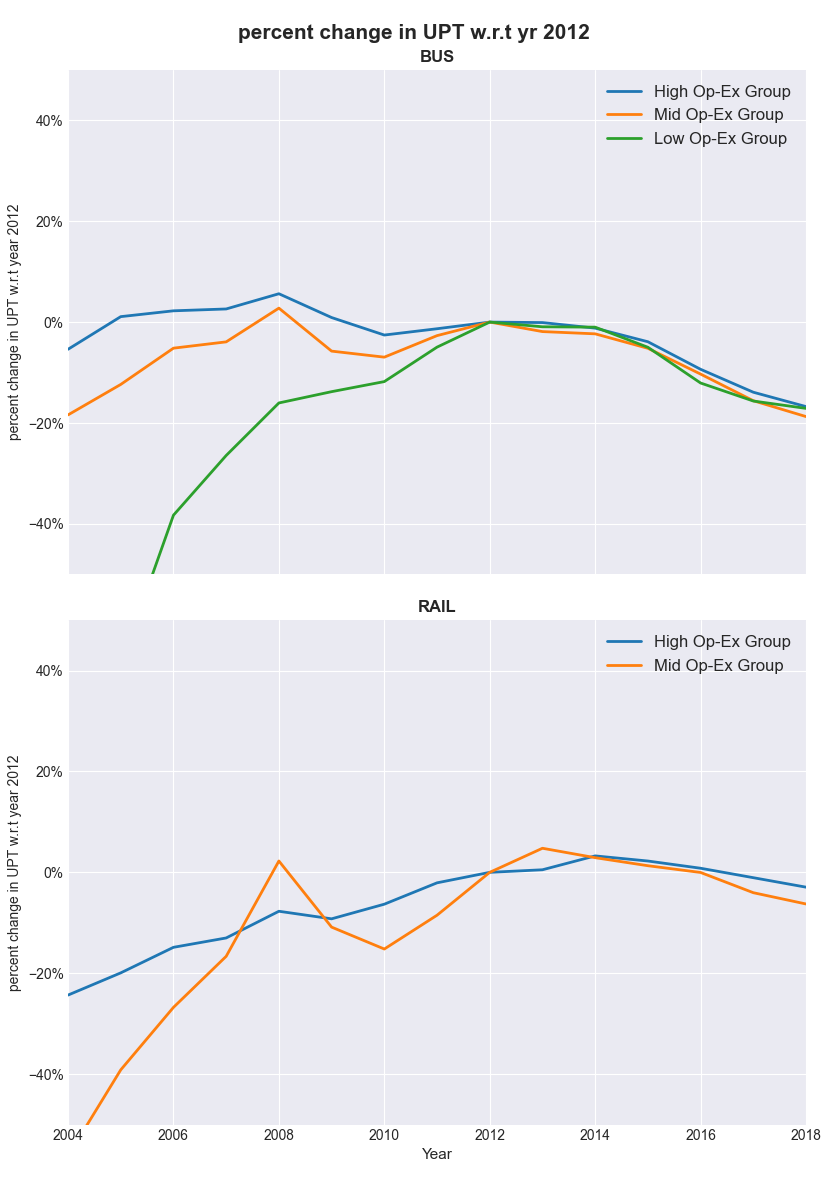 percent change in UPT w.r.t yr 2012
BUS
High Op-Ex Group
Mid Op-Ex Group
Low Op-Ex Group
40%
20%
0%
−20%
−40%
percent change in UPT w.r.t year 2012
RAIL
High Op-Ex Group
Mid Op-Ex Group
40%
20%
0%
−20%
−40%
percent change in UPT w.r.t year 2012
2004 2006 2008 2010 2012 2014 2016 2018
Year